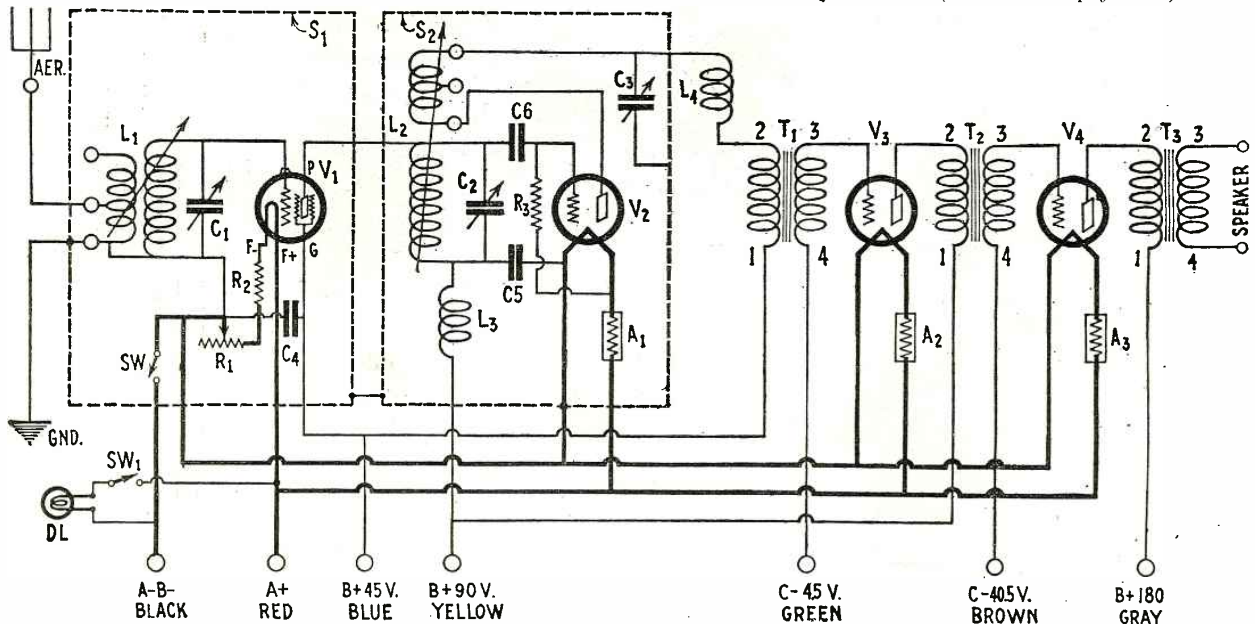 S1
S2
AER.
L1
C1
P V1
F-
F+
G
R2
R1
C4
SW
GND.
SW1
DL
L2
C2
C6
R3
V2
C5
L3
A1
C3
L4
2 T1 3
1 4
V3
A2
2 T2 3
1 4
V4
A3
2 T3 3
1 4
SPEAKER
A-B-
BLACK
A+
RED
B+45 V.
BLUE
B+90 V.
YELLOW
C-4.5 V.
GREEN
C-40.5 V.
BROWN
B+180
GRAY